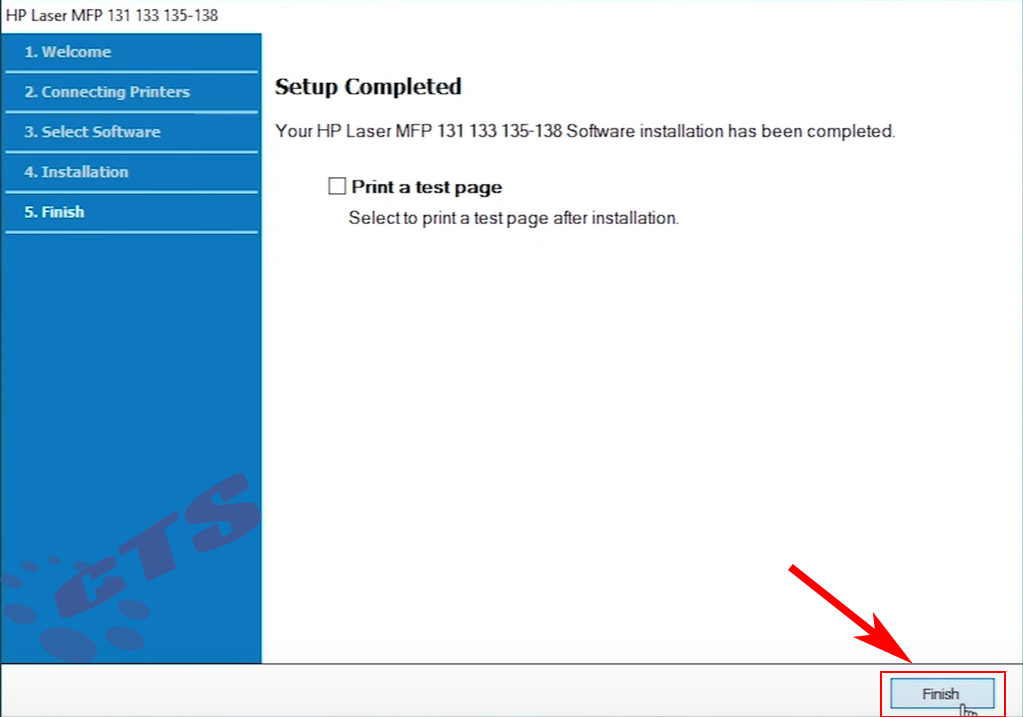 HP Laser MFP 131 133 135-138
1. Welcome
2. Connecting Printers
3. Select Software
4. Installation
5. Finish
Setup Completed
Your HP Laser MFP 131 133 135-138 Software installation has been completed.
Print a test page
Select to print a test page after installation.
CTS
Finish